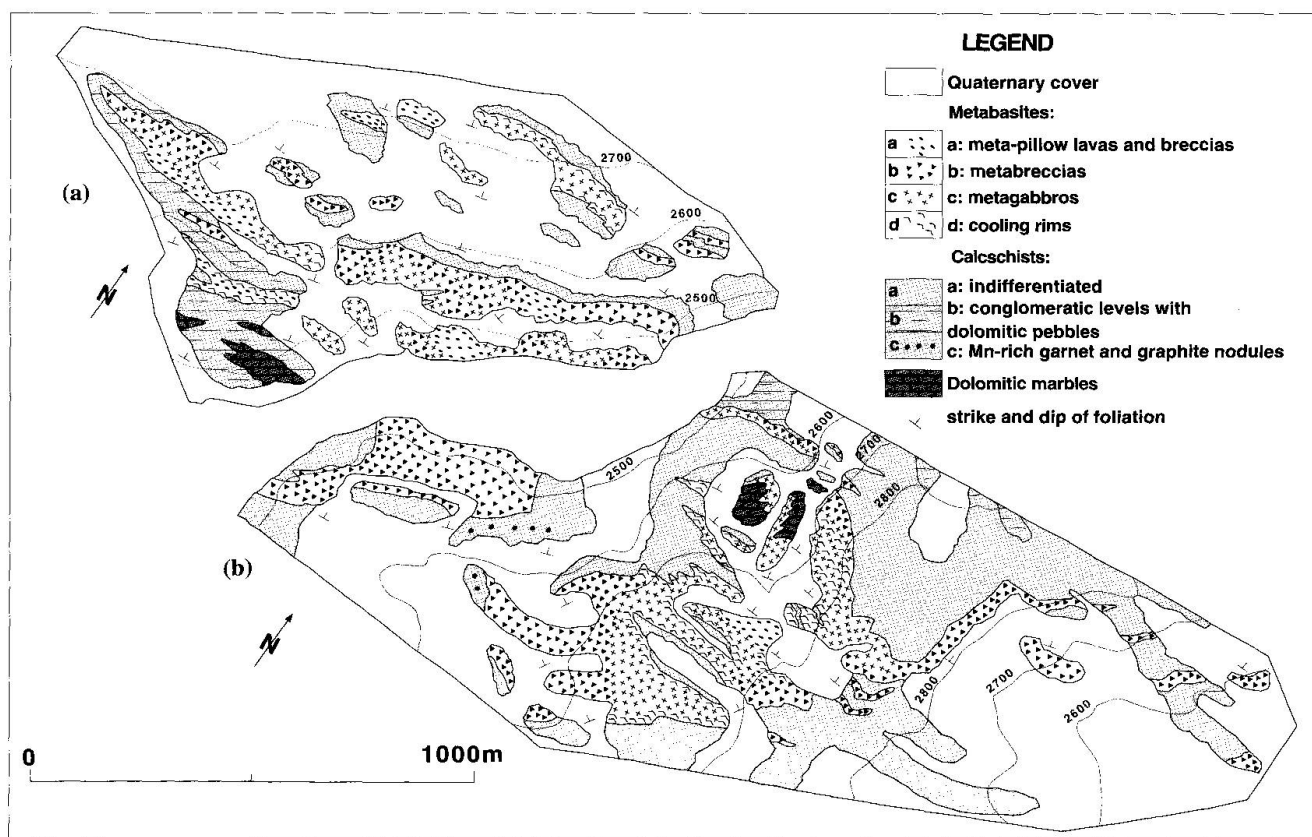 LEGEND
Quaternary cover
Metabasites:
a a: meta-pillow lavas and breccias
b b: metabreccias
c c: metagabbros
d d: cooling rims
Calcschists:
a a: indifferentiated
b b: conglomeratic levels with
dolomitic pebbles
c c: Mn-rich garnet and graphite nodules
Dolomitic marbles
strike and dip of foliation
(a)
N
2700
2600
2500
(b)
N
2500
2600
2700
2800
2800
2700
2600
0 1000m